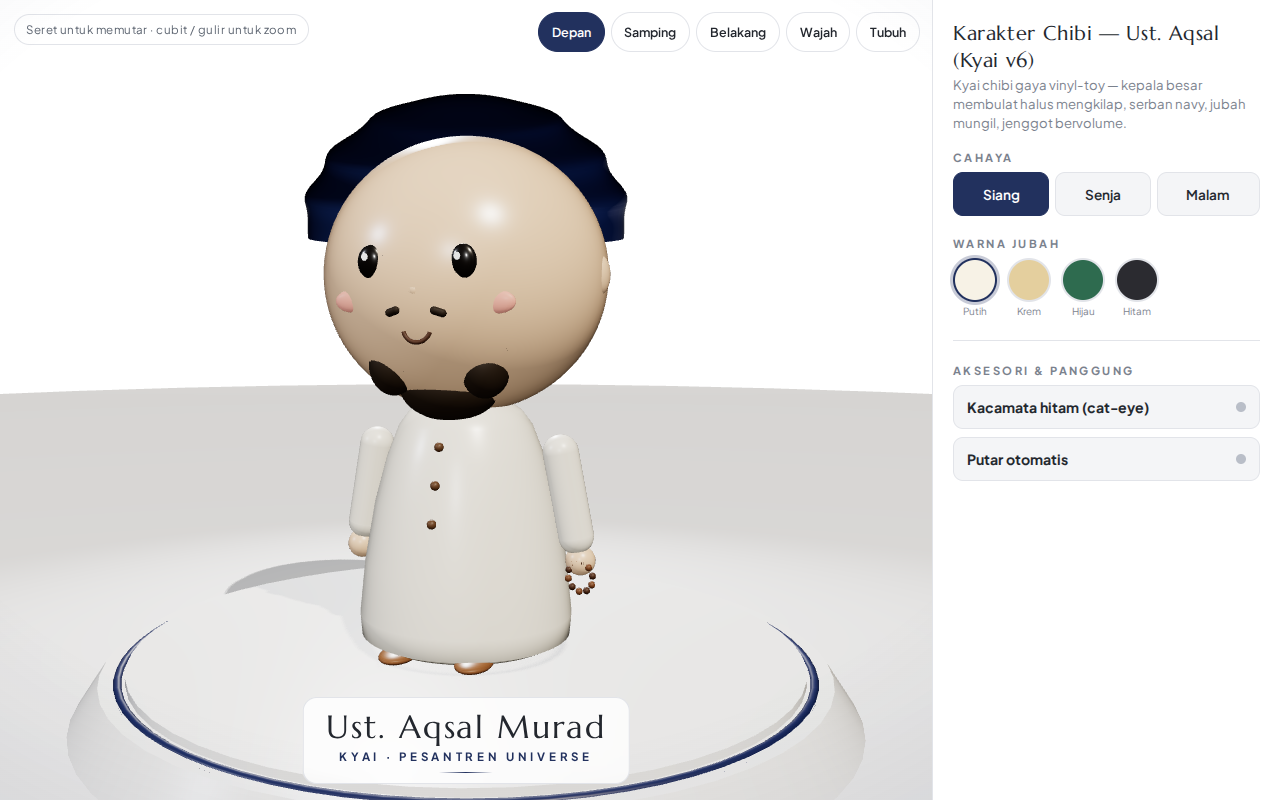 Seret untuk memutar · cubit / gulir untuk zoom
Depan
Samping
Belakang
Wajah
Tubuh
Karakter Chibi — Ust. Aqsal
(Kyai v6)
Kyai chibi gaya vinyl-toy — kepala besar
membulat halus mengkilap, serban navy, jubah
mungil, jenggot bervolume.
CAHAYA
Siang
Senja
Malam
WARNA JUBAH
Putih
Krem
Hijau
Hitam
AKSESORI & PANGGUNG
Kacamata hitam (cat-eye)
Putar otomatis
Ust. Aqsal Murad
KYAI · PESANTREN UNIVERSE